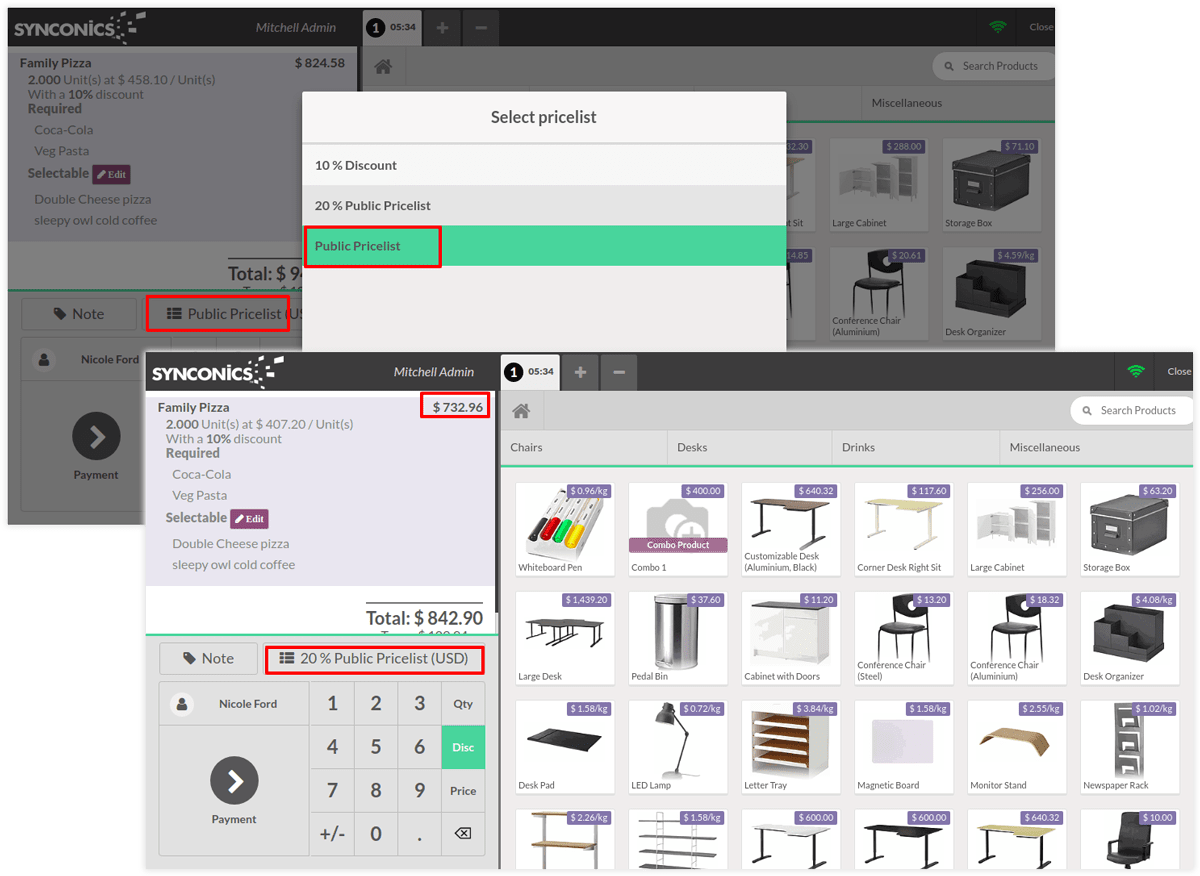 SYNCONICS
Mitchell Admin
1 05:34
Close
Family Pizza $ 824.58
2.000 Unit(s) at $ 458.10 / Unit(s)
With a 10% discount
Required
Coca-Cola
Veg Pasta
Selectable Edit
Double Cheese pizza
sleepy owl cold coffee
Total: $ 94
Note
Public Pricelist (US
Nicole Ford
Payment
Search Products
Miscellaneous
Select pricelist
10 % Discount
20 % Public Pricelist
Public Pricelist
32.30
$ 288.00
$ 71.10
t Sit
Large Cabinet
Storage Box
14.85
$ 20.61
$ 4.59/kg
Conference Chair
(Aluminium)
Desk Organizer
SYNCONICS
Mitchell Admin
1 05:34
Close
Family Pizza $ 732.96
2.000 Unit(s) at $ 407.20 / Unit(s)
With a 10% discount
Required
Coca-Cola
Veg Pasta
Selectable Edit
Double Cheese pizza
sleepy owl cold coffee
Total: $ 842.90
Note
20 % Public Pricelist (USD)
Nicole Ford
Payment
1 2 3 Qty
4 5 6 Disc
7 8 9 Price
+/- 0 .
Search Products
Chairs Desks Drinks Miscellaneous
$ 0.96/kg $ 400.00 $ 640.32 $ 117.60 $ 256.00 $ 63.20
Combo Product
Whiteboard Pen Combo 1 Customizable Desk (Aluminium, Black) Corner Desk Right Sit Large Cabinet Storage Box
$ 1,439.20 $ 37.60 $ 11.20 $ 13.20 $ 18.32 $ 4.08/kg
Large Desk Pedal Bin Cabinet with Doors Conference Chair (Steel) Conference Chair (Aluminium) Desk Organizer
$ 1.58/kg $ 0.72/kg $ 3.84/kg $ 1.58/kg $ 2.55/kg $ 1.02/kg
Desk Pad LED Lamp Letter Tray Magnetic Board Monitor Stand Newspaper Rack
$ 2.26/kg $ 1.58/kg $ 600.00 $ 600.00 $ 640.32 $ 10.00